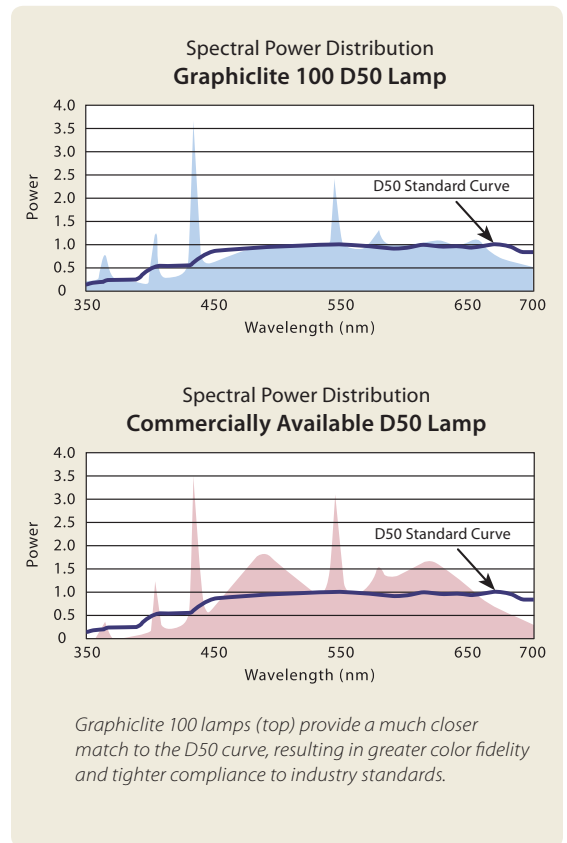 Spectral Power Distribution
Graphiclite 100 D50 Lamp
4.0
3.5
3.0
2.5
2.0
1.5
1.0
0.5
0
Power
D50 Standard Curve
350 450 550 650 700
Wavelength (nm)
Spectral Power Distribution
Commercially Available D50 Lamp
4.0
3.5
3.0
2.5
2.0
1.5
1.0
0.5
0
Power
D50 Standard Curve
350 450 550 650 700
Wavelength (nm)
Graphiclite 100 lamps (top) provide a much closer
match to the D50 curve, resulting in greater color fidelity
and tighter compliance to industry standards.